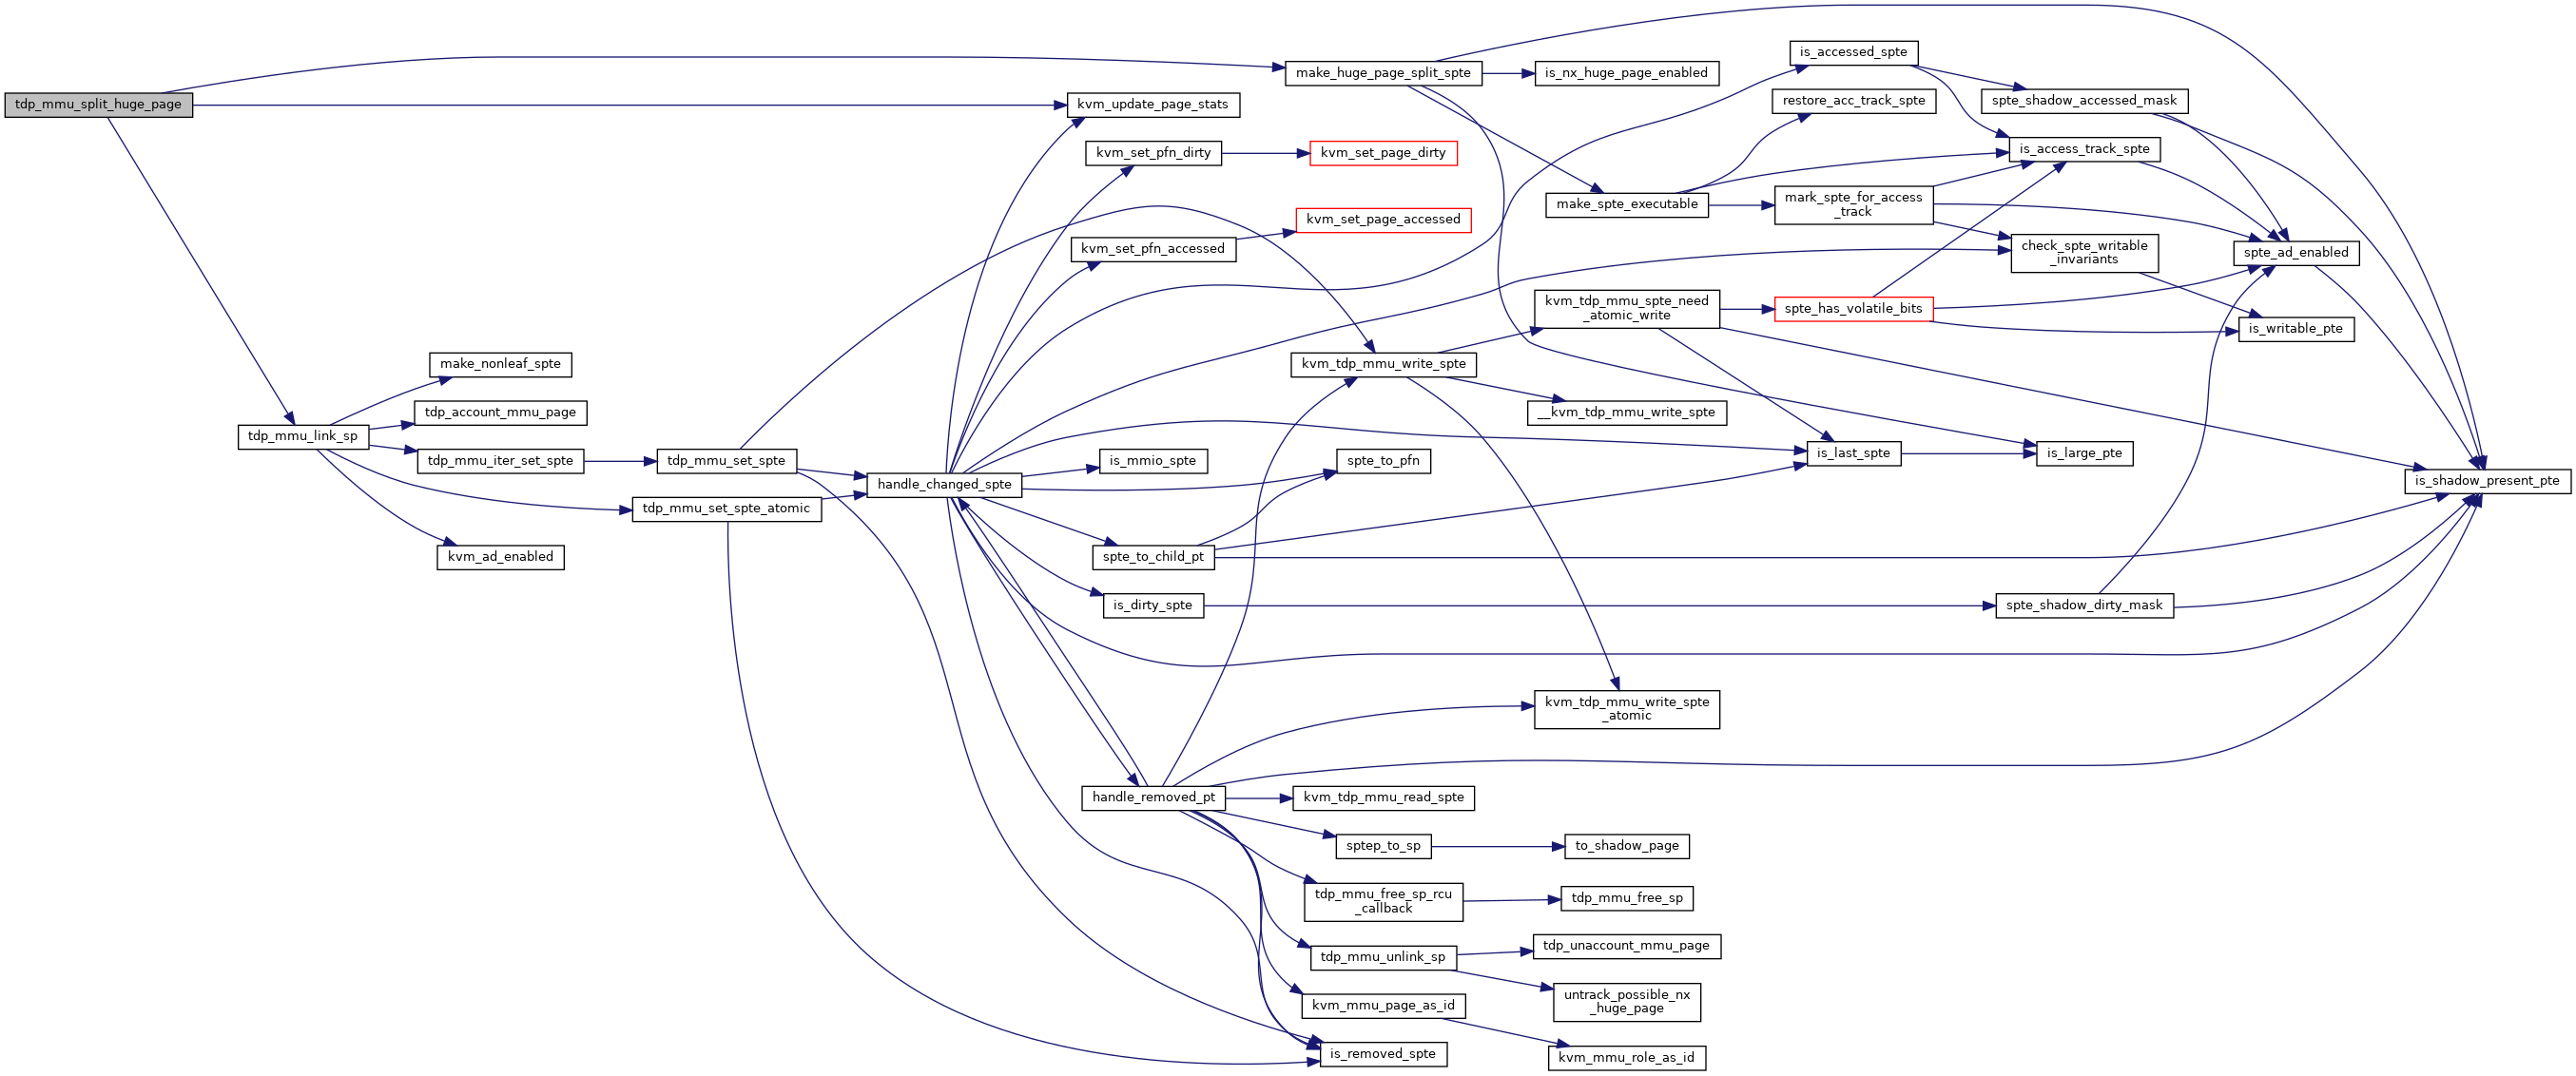 tdp_mmu_split_huge_page
make_huge_page_split_spte
is_nx_huge_page_enabled
is_accessed_spte
kvm_update_page_stats
restore_acc_track_spte
spte_shadow_accessed_mask
kvm_set_pfn_dirty
kvm_set_page_dirty
is_access_track_spte
make_spte_executable
mark_spte_for_access
_track
kvm_set_pfn_accessed
kvm_set_page_accessed
check_spte_writable
_invariants
spte_ad_enabled
kvm_tdp_mmu_spte_need
_atomic_write
spte_has_volatile_bits
is_writable_pte
make_nonleaf_spte
kvm_tdp_mmu_write_spte
tdp_account_mmu_page
__kvm_tdp_mmu_write_spte
tdp_mmu_link_sp
tdp_mmu_iter_set_spte
tdp_mmu_set_spte
handle_changed_spte
is_mmio_spte
spte_to_pfn
is_last_spte
is_large_pte
is_shadow_present_pte
tdp_mmu_set_spte_atomic
kvm_ad_enabled
spte_to_child_pt
is_dirty_spte
spte_shadow_dirty_mask
kvm_tdp_mmu_write_spte
_atomic
handle_removed_pt
kvm_tdp_mmu_read_spte
sptep_to_sp
to_shadow_page
tdp_mmu_free_sp_rcu
_callback
tdp_mmu_free_sp
tdp_mmu_unlink_sp
tdp_unaccount_mmu_page
kvm_mmu_page_as_id
untrack_possible_nx
_huge_page
is_removed_spte
kvm_mmu_role_as_id